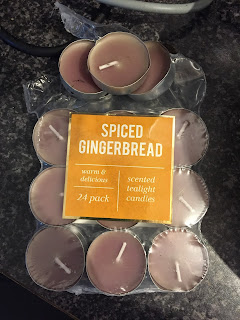 SPICED
GINGERBREAD
warm &
delicious
24 pack
scented
tealight
candles